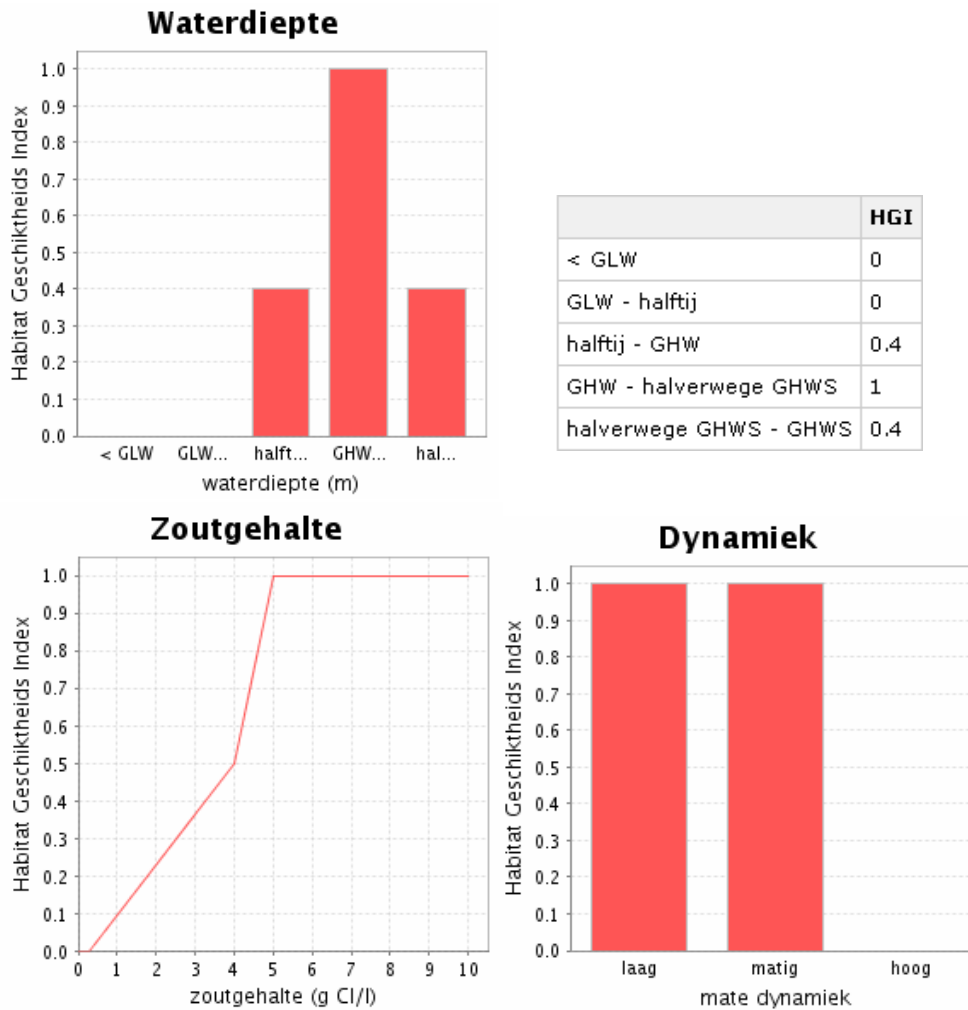 Waterdiepte
Habitat Geschiktheids Index
1.0
0.9
0.8
0.7
0.6
0.5
0.4
0.3
0.2
0.1
0.0
< GLW GLW... halft... GHW... hal...
waterdiepte (m)
HGI
< GLW 0
GLW - halftij 0
halftij - GHW 0.4
GHW - halverwege GHWS 1
halverwege GHWS - GHWS 0.4
Zoutgehalte
Habitat Geschiktheids Index
1.0
0.9
0.8
0.7
0.6
0.5
0.4
0.3
0.2
0.1
0.0
0 1 2 3 4 5 6 7 8 9 10
zoutgehalte (g Cl/l)
Dynamiek
Habitat Geschiktheids Index
1.0
0.9
0.8
0.7
0.6
0.5
0.4
0.3
0.2
0.1
0.0
laag matig hoog
mate dynamiek